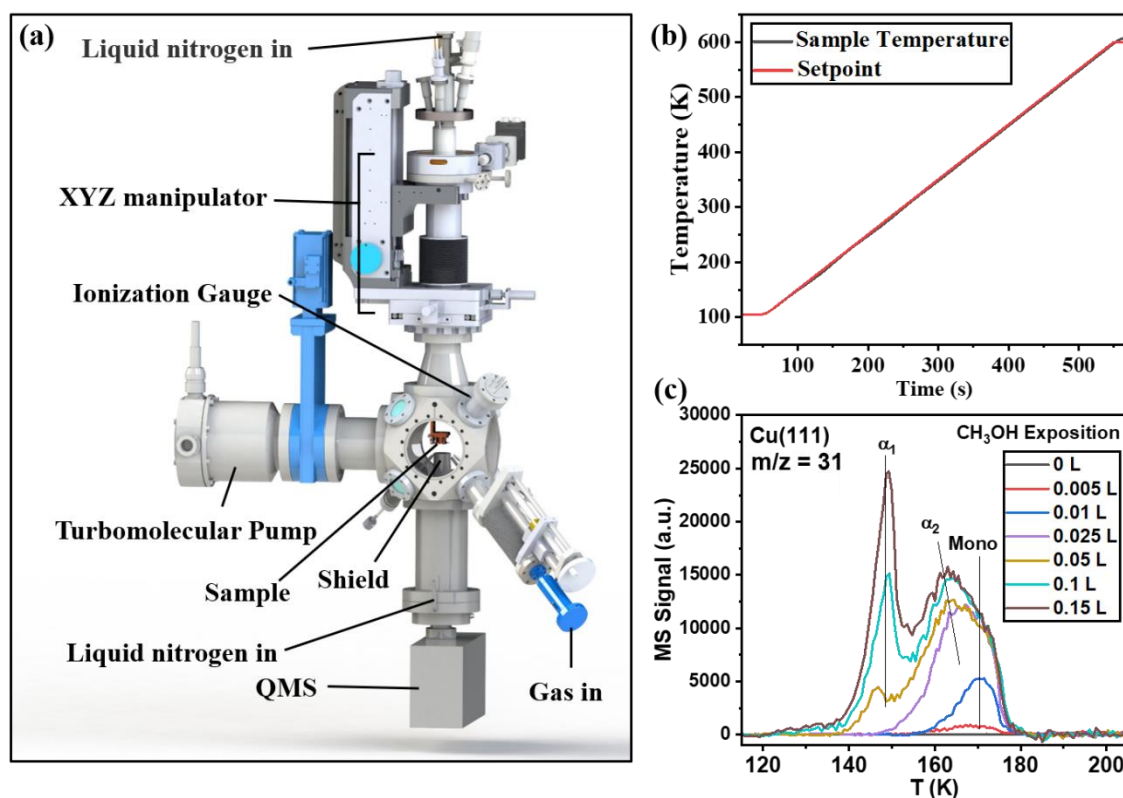 (a)
Liquid nitrogen in
XYZ manipulator
Ionization Gauge
Turbomolecular Pump
Sample
Shield
Liquid nitrogen in
QMS
Gas in
(b)
Sample Temperature
Setpoint
Temperature (K)
600
500
400
300
200
100
100 200 300 400 500
Time (s)
(c)
Cu(111)
m/z = 31
α1
α2
Mono
CH3OH Exposition
0 L
0.005 L
0.01 L
0.025 L
0.05 L
0.1 L
0.15 L
MS Signal (a.u.)
30000
25000
20000
15000
10000
5000
0
120 140 160 180 200
T (K)